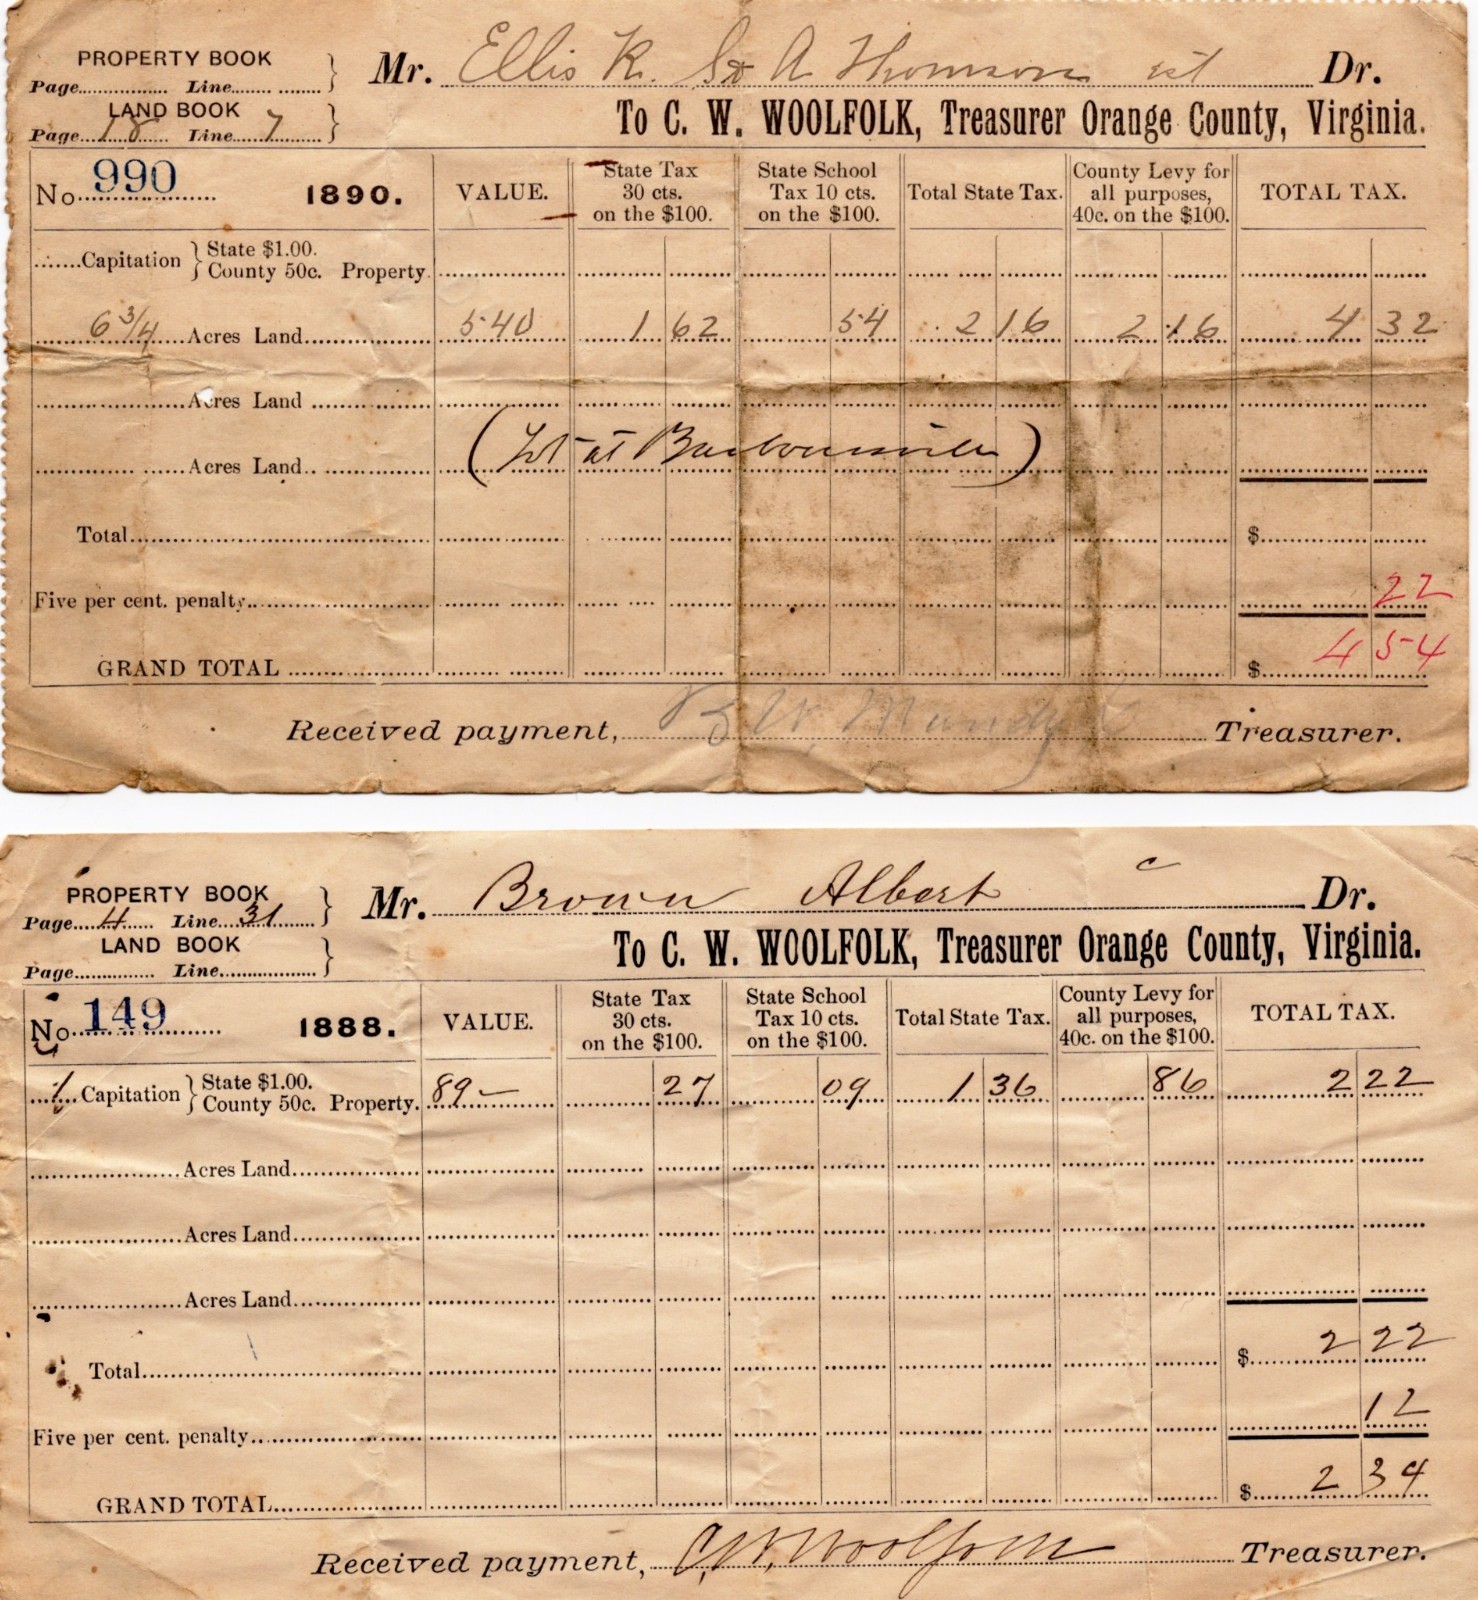 PROPERTY BOOK
Mr. Ellis K. & A Thomson est Dr.
Page Line
LAND BOOK
Page 18 Line 7
To C. W. WOOLFOLK, Treasurer Orange County, Virginia.
No 990 1890. VALUE. State Tax 30 cts. on the $100. State School Tax 10 cts. on the $100. Total State Tax. County Levy for all purposes, 40c. on the $100. TOTAL TAX.
Capitation } State $1.00. County 50c. Property.
6 3/4 Acres Land 540 1 62 54 2 16 2 16 4 32
Acres Land
Acres Land (Lot at Barboursville)
Total $
Five per cent. penalty 22
GRAND TOTAL $ 4 54
Received payment, B W. Mundy Treasurer.
PROPERTY BOOK
Mr. Brown Albert c Dr.
Page 4 Line 31
LAND BOOK
Page Line
To C. W. WOOLFOLK, Treasurer Orange County, Virginia.
No 149 1888. VALUE. State Tax 30 cts. on the $100. State School Tax 10 cts. on the $100. Total State Tax. County Levy for all purposes, 40c. on the $100. TOTAL TAX.
1 Capitation } State $1.00. County 50c. Property. 89– 27 09 1 36 86 2 22
Acres Land
Acres Land
Acres Land
Total $ 2 22
Five per cent. penalty 12
GRAND TOTAL $ 2 34
Received payment, C. W. Woolfolk Treasurer.